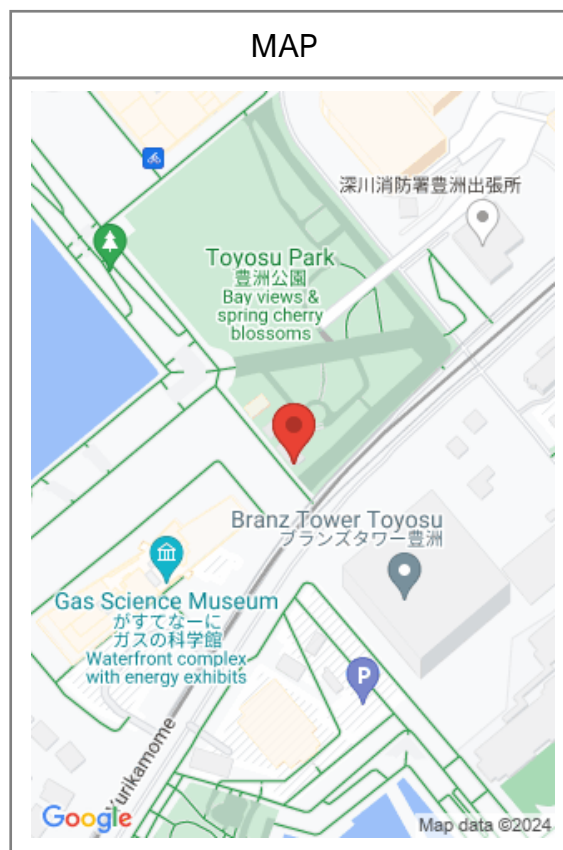 MAP
深川消防署豊洲出張所
Toyosu Park
豊洲公園
Bay views &
spring cherry
blossoms
Branz Tower Toyosu
ブランズタワー豊洲
Gas Science Museum
がすてなーに
ガスの科学館
Waterfront complex
with energy exhibits
P
Yurikamome
Google
Map data ©2024